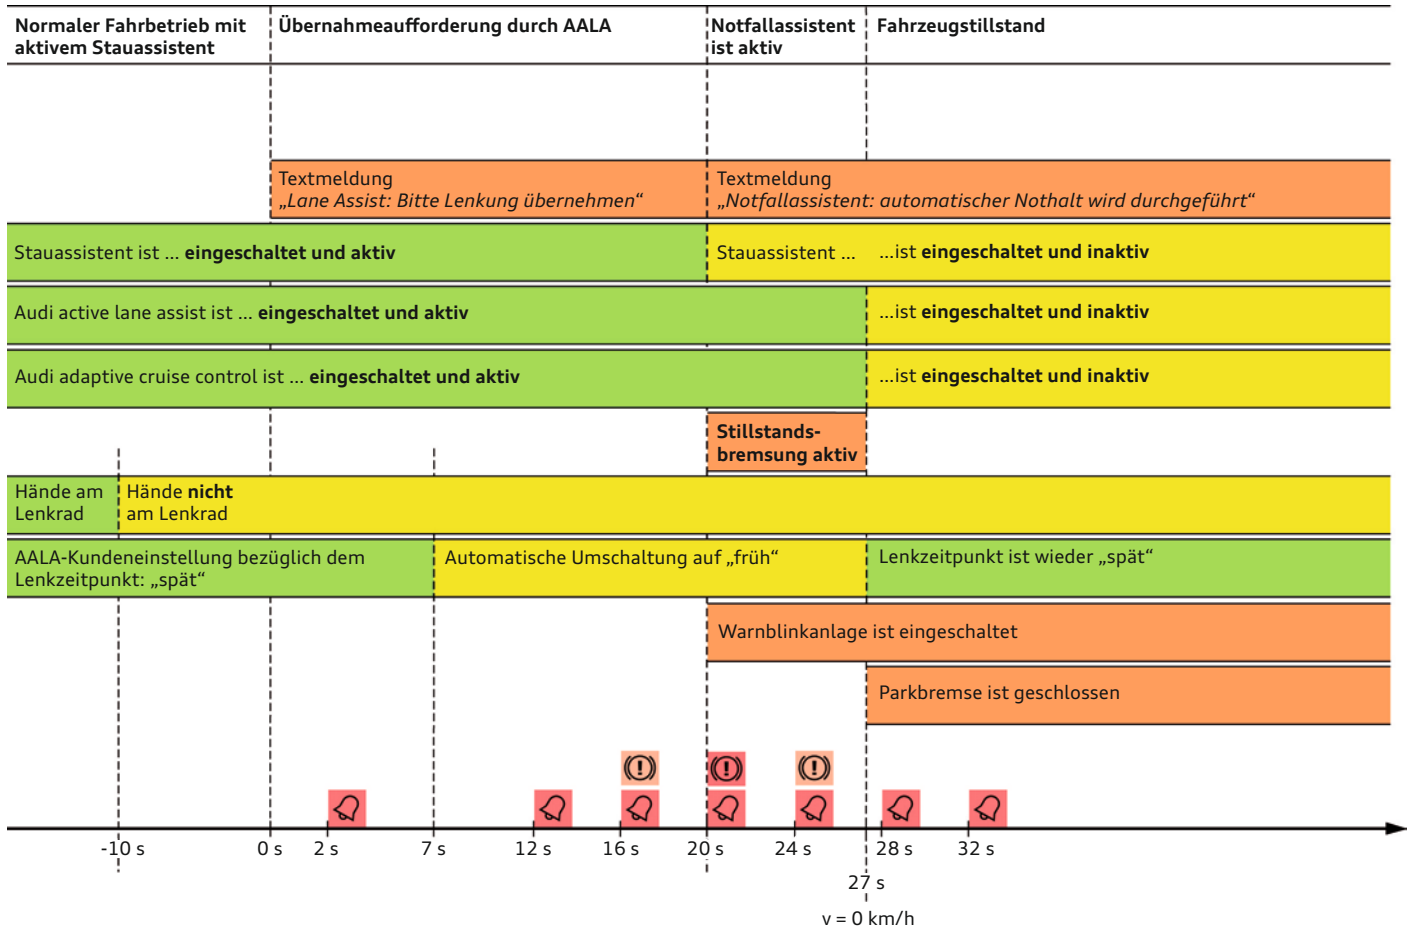 Normaler Fahrbetrieb mit
aktivem Stauassistent
Übernahmeaufforderung durch AALA
Notfallassistent
ist aktiv
Fahrzeugstillstand
Textmeldung
„Lane Assist: Bitte Lenkung übernehmen“
Textmeldung
„Notfallassistent: automatischer Nothalt wird durchgeführt“
Stauassistent ist ... eingeschaltet und aktiv
Stauassistent ...
...ist eingeschaltet und inaktiv
Audi active lane assist ist ... eingeschaltet und aktiv
...ist eingeschaltet und inaktiv
Audi adaptive cruise control ist ... eingeschaltet und aktiv
...ist eingeschaltet und inaktiv
Stillstands-
bremsung aktiv
Hände am
Lenkrad
Hände nicht
am Lenkrad
AALA-Kundeneinstellung bezüglich dem
Lenkzeitpunkt: „spät“
Automatische Umschaltung auf „früh“
Lenkzeitpunkt ist wieder „spät“
Warnblinkanlage ist eingeschaltet
Parkbremse ist geschlossen
-10 s
0 s
2 s
7 s
12 s
16 s
20 s
24 s
28 s
32 s
27 s
v = 0 km/h